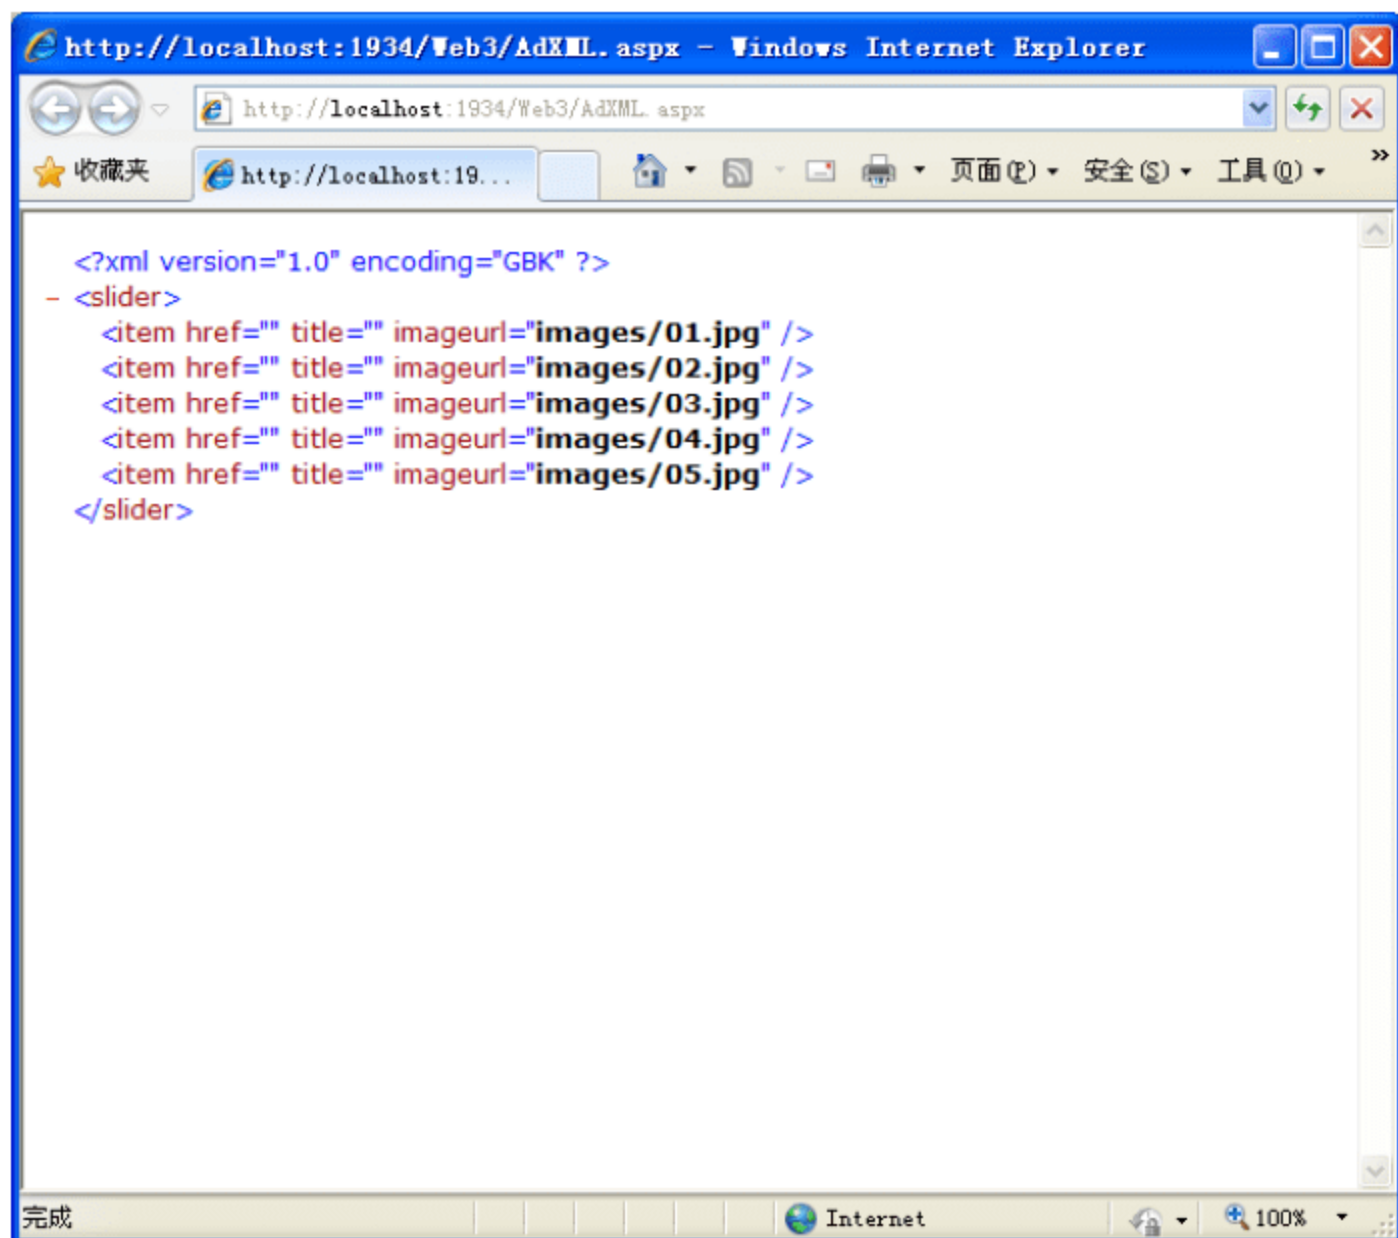 http://localhost:1934/Web3/AdXML.aspx - Windows Internet Explorer
http://localhost:1934/Web3/AdXML.aspx
收藏夹 http://localhost:19... 页面(P) 安全(S) 工具(O) »
<?xml version="1.0" encoding="GBK" ?>
- <slider>
<item href="" title="" imageurl="images/01.jpg" />
<item href="" title="" imageurl="images/02.jpg" />
<item href="" title="" imageurl="images/03.jpg" />
<item href="" title="" imageurl="images/04.jpg" />
<item href="" title="" imageurl="images/05.jpg" />
</slider>
完成 Internet 100%